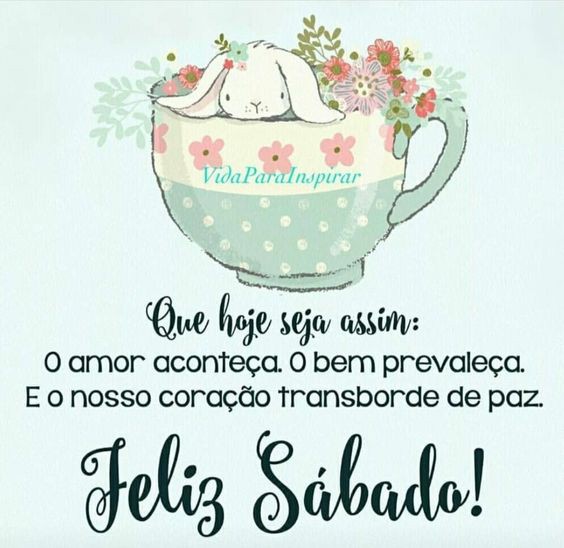 VidaParaInspirar
Que hoje seja assim:
O amor aconteça. O bem prevaleça.
E o nosso coração transborde de paz.
Feliz Sábado!